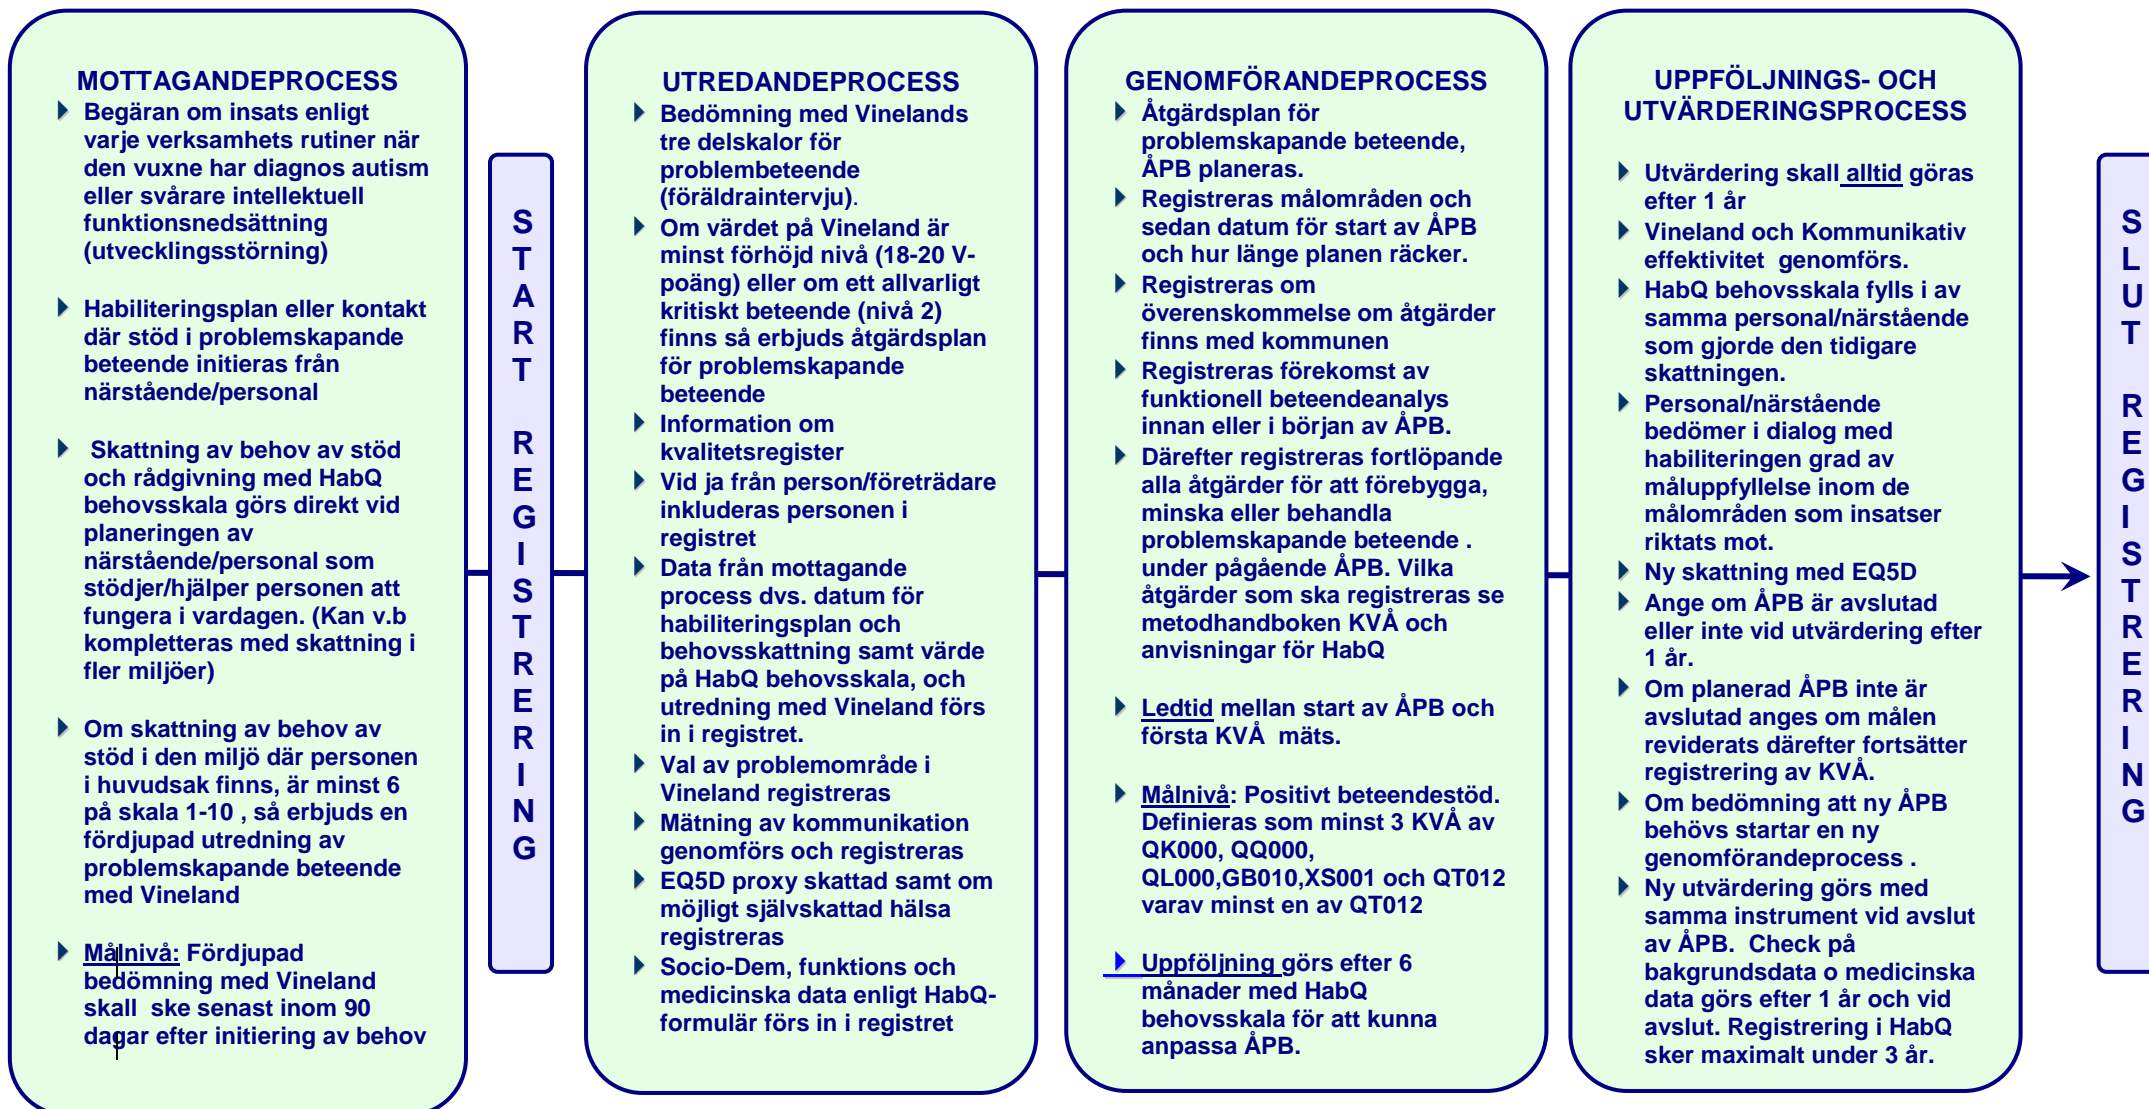 MOTTAGANDEPROCESS
Begäran om insats enligt
varje verksamhets rutiner när
den vuxne har diagnos autism
eller svårare intellektuell
funktionsnedsättning
(utvecklingsstörning)
Habiliteringsplan eller kontakt
där stöd i problemskapande
beteende initieras från
närstående/personal
Skattning av behov av stöd
och rådgivning med HabQ
behovsskala görs direkt vid
planeringen av
närstående/personal som
stödjer/hjälper personen att
fungera i vardagen. (Kan v.b
kompletteras med skattning i
fler miljöer)
Om skattning av behov av
stöd i den miljö där personen
i huvudsak finns, är minst 6
på skala 1-10 , så erbjuds en
fördjupad utredning av
problemskapande beteende
med Vineland
Målnivå: Fördjupad
bedömning med Vineland
skall ske senast inom 90
dagar efter initiering av behov
START REGISTRERING
UTREDANDEPROCESS
Bedömning med Vinelands
tre delskalor för
problembeteende
(föräldraintervju).
Om värdet på Vineland är
minst förhöjd nivå (18-20 V-
poäng) eller om ett allvarligt
kritiskt beteende (nivå 2)
finns så erbjuds åtgärdsplan
för problemskapande
beteende
Information om
kvalitetsregister
Vid ja från person/företrädare
inkluderas personen i
registret
Data från mottagande
process dvs. datum för
habiliteringsplan och
behovsskattning samt värde
på HabQ behovsskala, och
utredning med Vineland förs
in i registret.
Val av problemområde i
Vineland registreras
Mätning av kommunikation
genomförs och registreras
EQ5D proxy skattad samt om
möjligt självskattad hälsa
registreras
Socio-Dem, funktions och
medicinska data enligt HabQ-
formulär förs in i registret
GENOMFÖRANDEPROCESS
Åtgärdsplan för
problemskapande beteende,
ÅPB planeras.
Registreras målområden och
sedan datum för start av ÅPB
och hur länge planen räcker.
Registreras om
överenskommelse om åtgärder
finns med kommunen
Registreras förekomst av
funktionell beteendeanalys
innan eller i början av ÅPB.
Därefter registreras fortlöpande
alla åtgärder för att förebygga,
minska eller behandla
problemskapande beteende .
under pågående ÅPB. Vilka
åtgärder som ska registreras se
metodhandboken KVÅ och
anvisningar för HabQ
Ledtid mellan start av ÅPB och
första KVÅ mäts.
Målnivå: Positivt beteendestöd.
Definieras som minst 3 KVÅ av
QK000, QQ000,
QL000,GB010,XS001 och QT012
varav minst en av QT012
Uppföljning görs efter 6
månader med HabQ
behovsskala för att kunna
anpassa ÅPB.
UPPFÖLJNINGS- OCH
UTVÄRDERINGSPROCESS
Utvärdering skall alltid göras
efter 1 år
Vineland och Kommunikativ
effektivitet genomförs.
HabQ behovsskala fylls i av
samma personal/närstående
som gjorde den tidigare
skattningen.
Personal/närstående
bedömer i dialog med
habiliteringen grad av
måluppfyllelse inom de
målområden som insatser
riktats mot.
Ny skattning med EQ5D
Ange om ÅPB är avslutad
eller inte vid utvärdering efter
1 år.
Om planerad ÅPB inte är
avslutad anges om målen
reviderats därefter fortsätter
registrering av KVÅ.
Om bedömning att ny ÅPB
behövs startar en ny
genomförandeprocess .
Ny utvärdering görs med
samma instrument vid avslut
av ÅPB. Check på
bakgrundsdata o medicinska
data görs efter 1 år och vid
avslut. Registrering i HabQ
sker maximalt under 3 år.
SLUT REGISTRERING